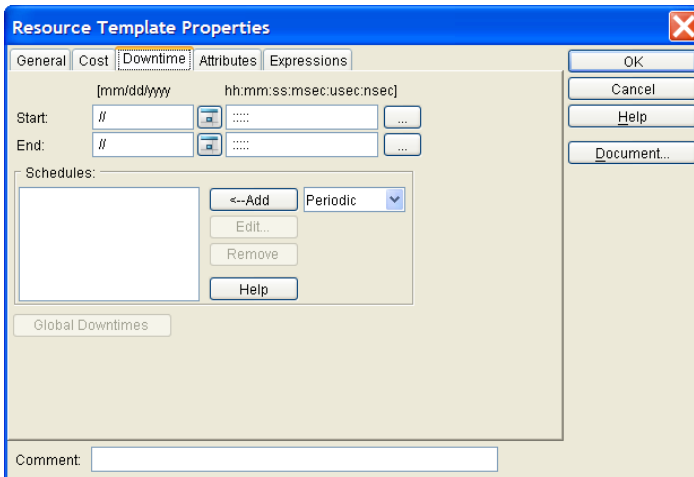 Resource Template Properties
General Cost Downtime Attributes Expressions
OK
[mm/dd/yyyy hh:mm:ss:msec:usec:nsec]
Cancel
Start: // ::::: ...
Help
End: // ::::: ...
Document...
Schedules:
<--Add Periodic
Edit...
Remove
Help
Global Downtimes
Comment: